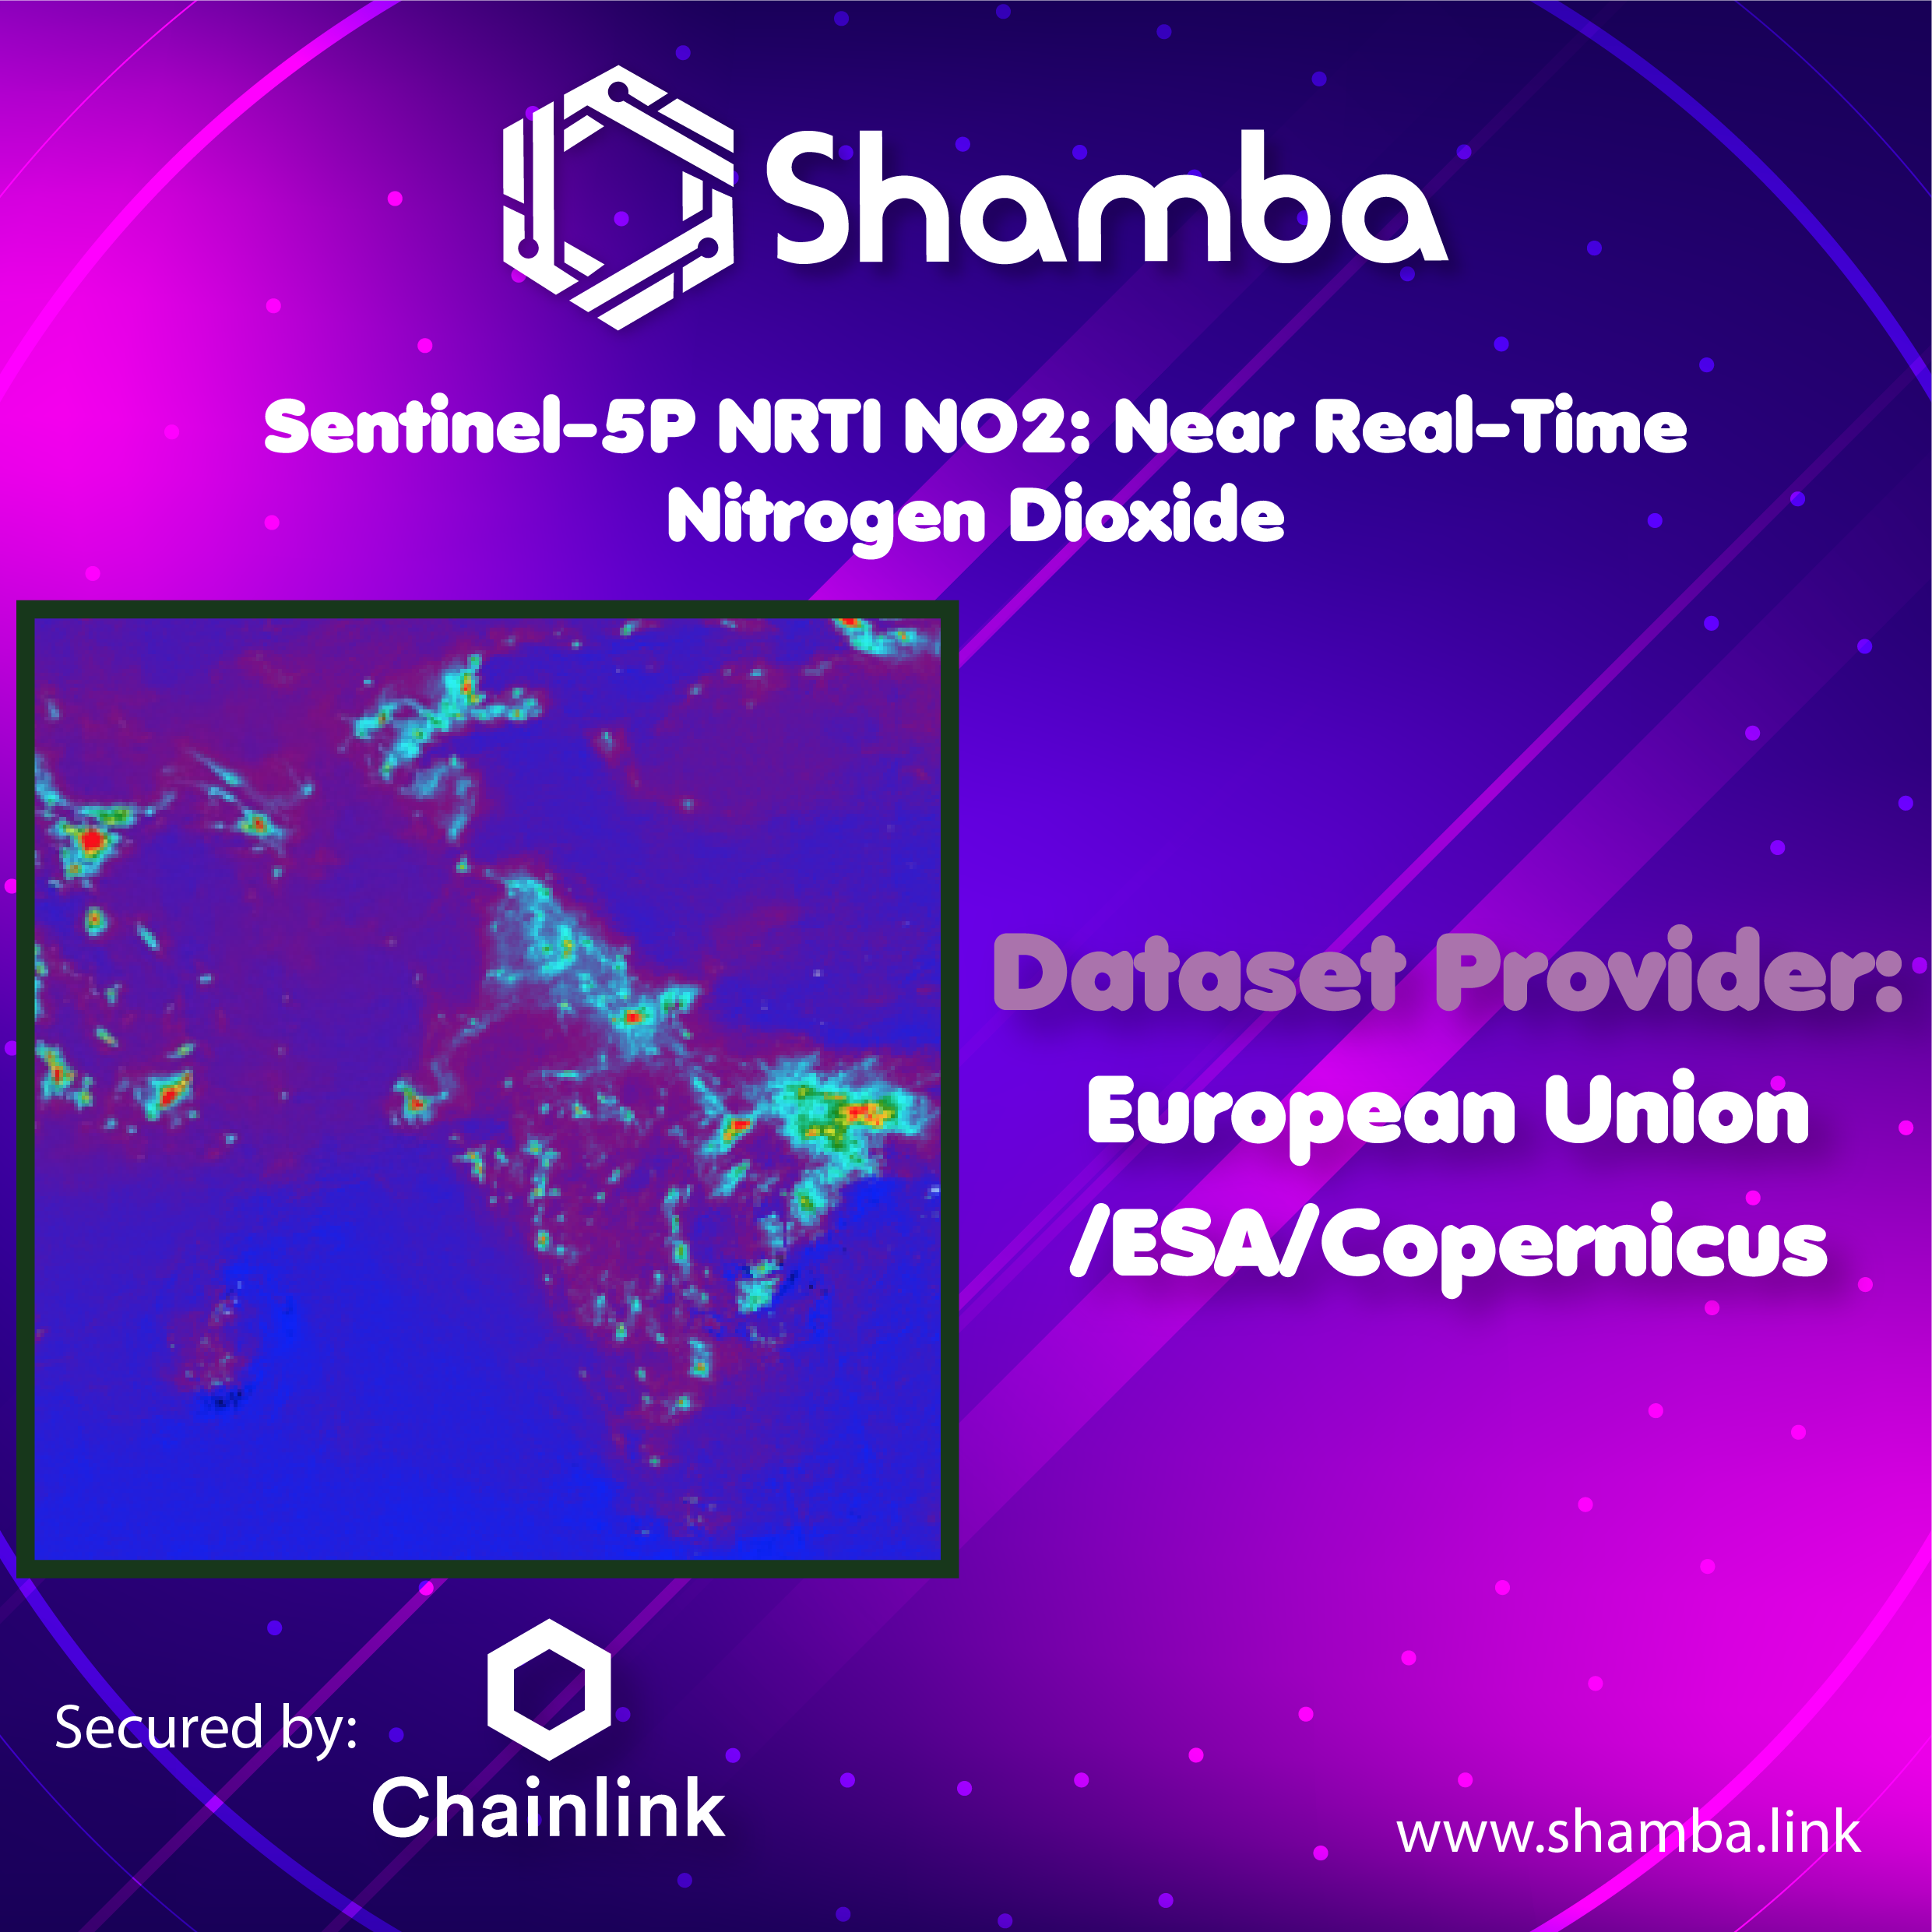 Shamba
Sentinel-5P NRTI NO2: Near Real-Time
Nitrogen Dioxide
Dataset Provider:
European Union
/ESA/Copernicus
Secured by:
Chainlink
www.shamba.link